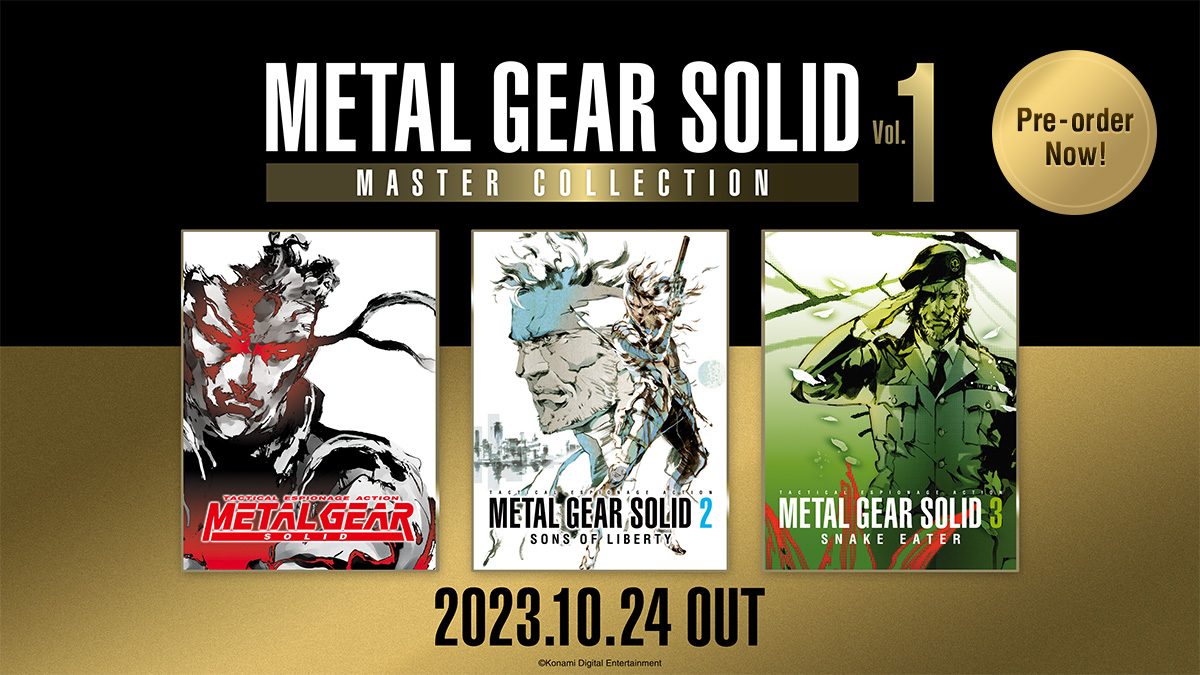 METAL GEAR SOLID Vol. 1
MASTER COLLECTION
Pre-order
Now!
TACTICAL ESPIONAGE ACTION
METAL GEAR
SOLID
TACTICAL ESPIONAGE ACTION
METAL GEAR SOLID 2
SONS OF LIBERTY
TACTICAL ESPIONAGE ACTION
METAL GEAR SOLID 3
SNAKE EATER
2023.10.24 OUT
©Konami Digital Entertainment